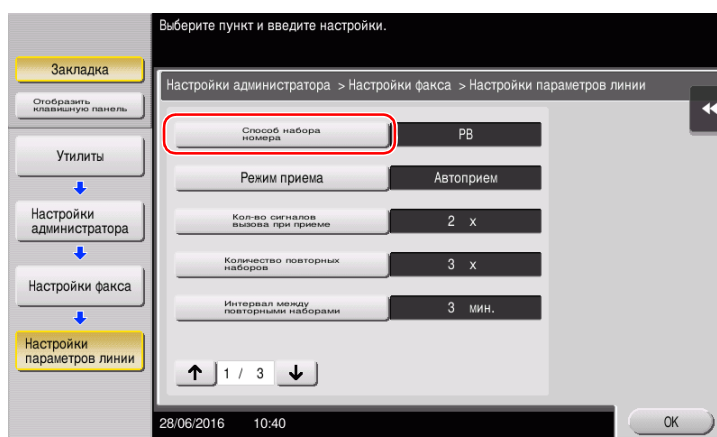 Выберите пункт и введите настройки.
Закладка
Отобразить
клавишную панель
Утилиты
Настройки
администратора
Настройки факса
Настройки
параметров линии
Настройки администратора > Настройки факса > Настройки параметров линии
Способ набора
номера
PB
Режим приема
Автоприем
Кол-во сигналов
вызова при приеме
2 x
Количество повторных
наборов
3 x
Интервал между
повторными наборами
3 мин.
1 / 3
28/06/2016 10:40
OK